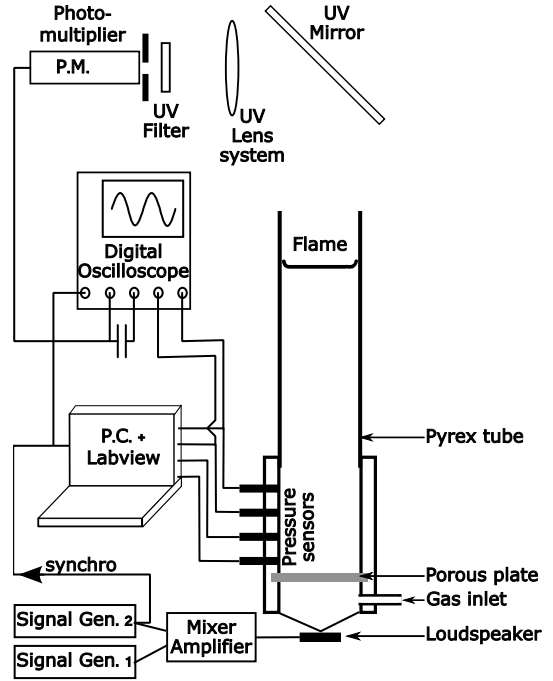 Photo-
multiplier
P.M.
UV
Filter
UV
Lens
system
UV
Mirror
Digital
Oscilloscope
Flame
P.C. +
Labview
Pyrex tube
Pressure
sensors
synchro
Porous plate
Gas inlet
Signal Gen. 2
Mixer
Amplifier
Loudspeaker
Signal Gen. 1